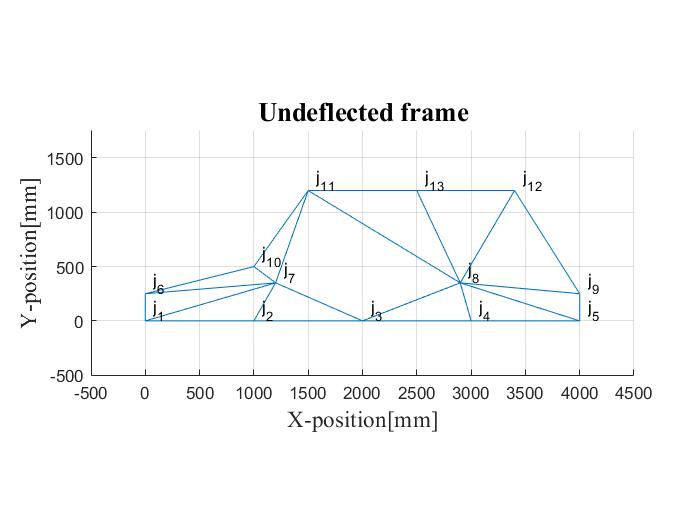 Undeflected frame
1500
1000
500
0
-500
-500 0 500 1000 1500 2000 2500 3000 3500 4000 4500
X-position[mm]
Y-position[mm]
j11 j13 j12
j10
j6 j7 j8 j9
j1 j2 j3 j4 j5